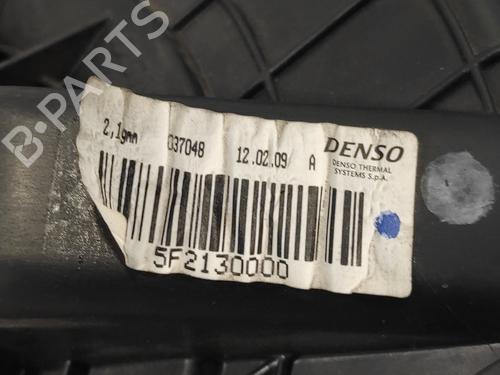 B-PARTS
2,1gmm 037048 12.02.09 A
DENSO
DENSO THERMAL
SYSTEMS S.p.A.
5F2130000